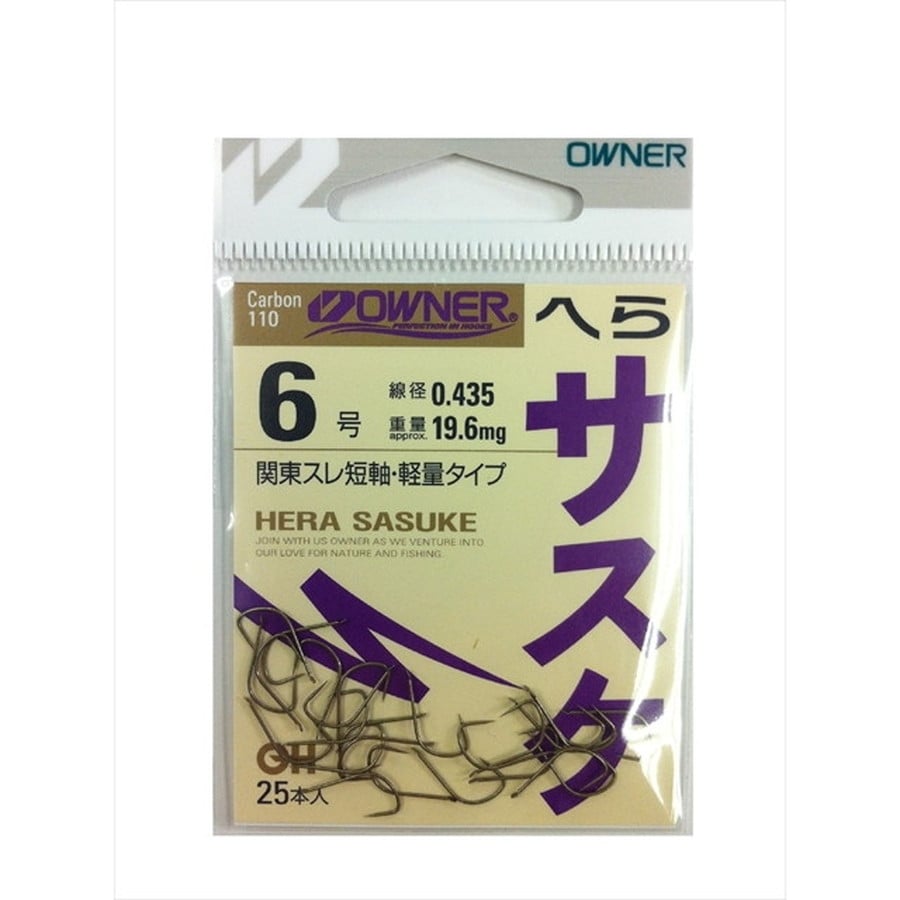 OWNER
Carbon
110
OWNER®
PERFECTION IN HOOKS
へら
サスケ
6号
線径 0.435
重量 approx. 19.6mg
関東スレ短軸・軽量タイプ
HERA SASUKE
JOIN WITH US OWNER AS WE VENTURE INTO
OUR LOVE FOR NATURE AND FISHING.
QH
25本入